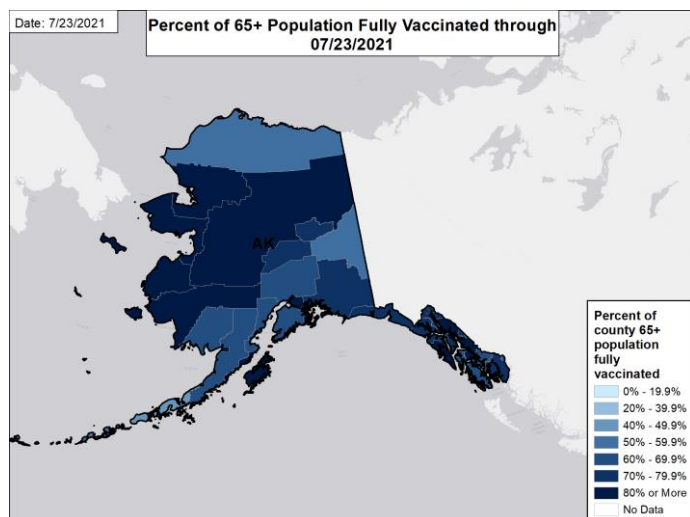 Date: 7/23/2021
Percent of 65+ Population Fully Vaccinated through
07/23/2021
AK
Percent of
county 65+
population
fully
vaccinated
0% - 19.9%
20% - 39.9%
40% - 49.9%
50% - 59.9%
60% - 69.9%
70% - 79.9%
80% or More
No Data